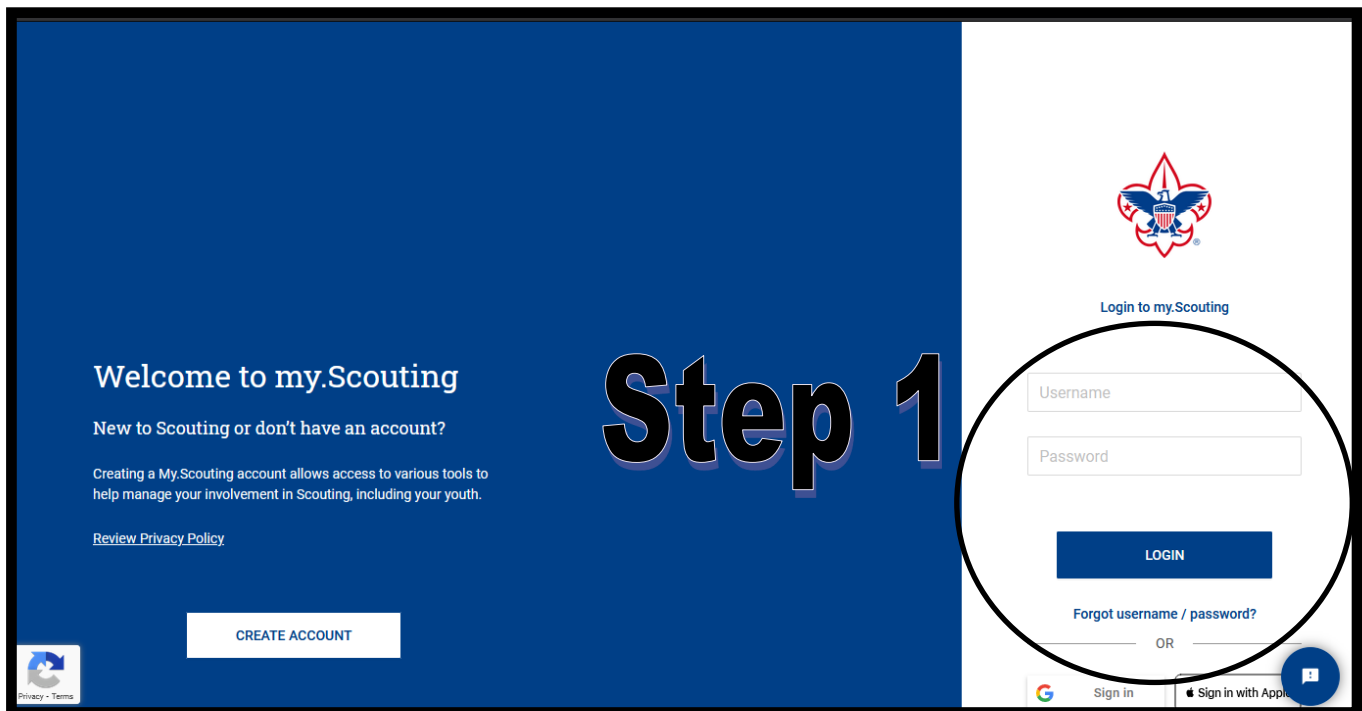 Welcome to my.Scouting
New to Scouting or don't have an account?
Creating a My.Scouting account allows access to various tools to
help manage your involvement in Scouting, including your youth.
Review Privacy Policy
CREATE ACCOUNT
Privacy - Terms
Step 1
®
Login to my.Scouting
Username
Password
LOGIN
Forgot username / password?
OR
Sign in
Sign in with Apple